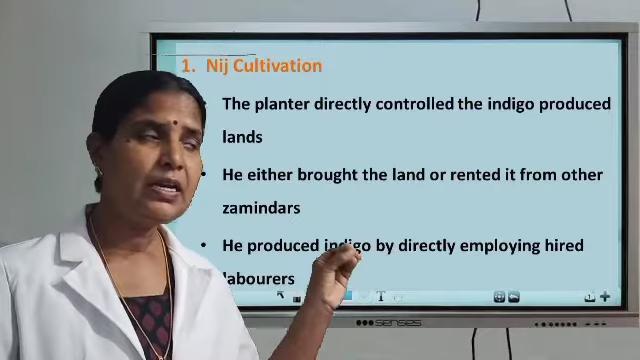 1. Nij Cultivation
The planter directly controlled the indigo produced
lands
• He either brought the land or rented it from other
zamindars
• He produced indigo by directly employing hired
labourers
senses